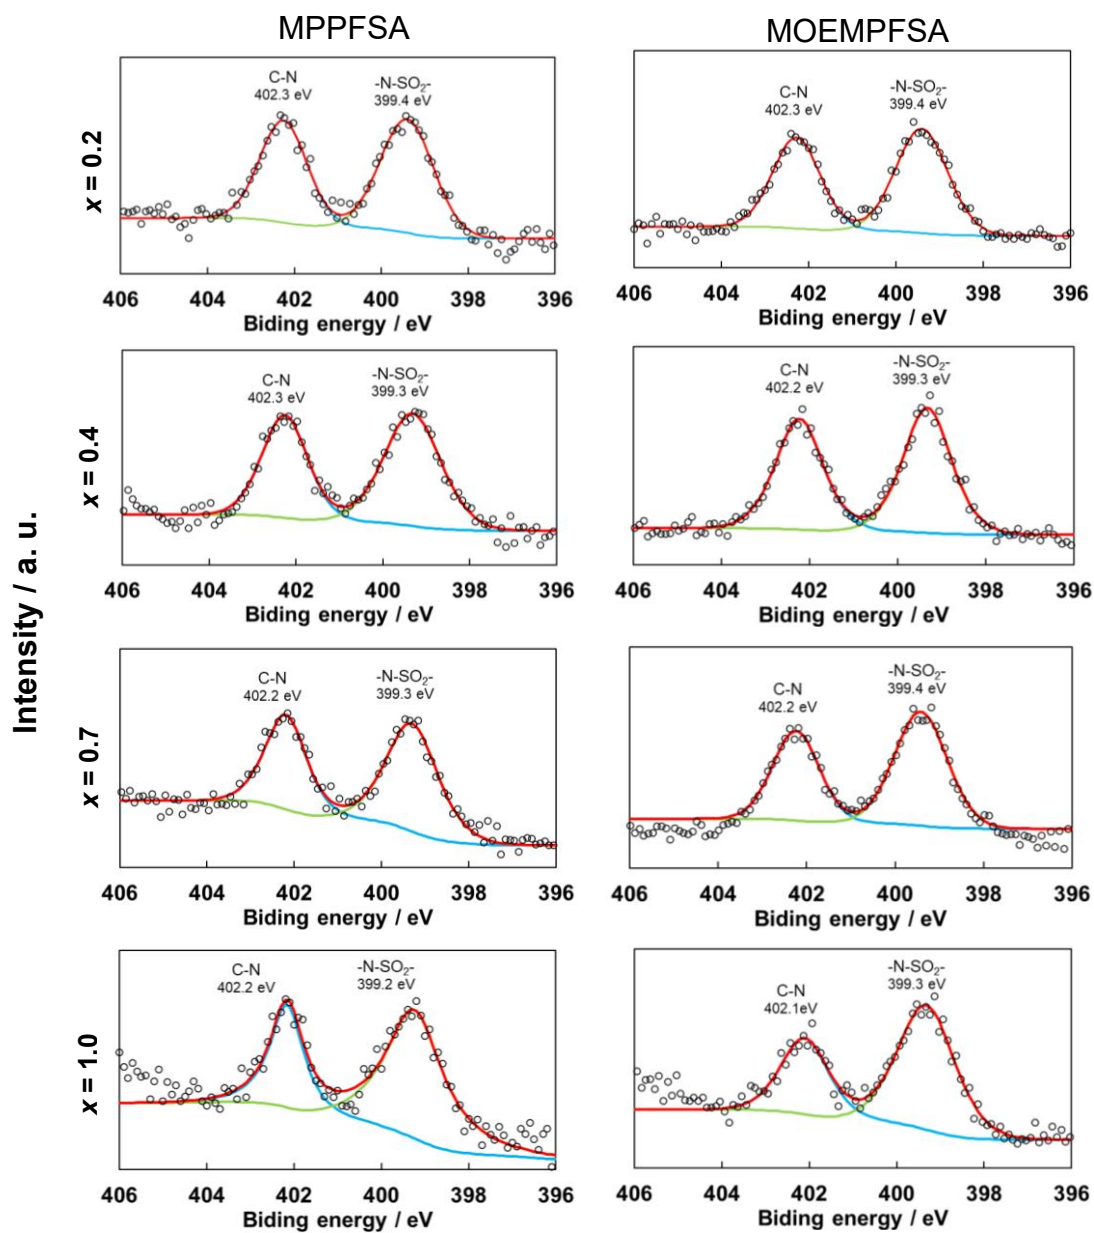 MPPFSA
MOEMPFSA
Intensity / a. u.
x = 0.2
C-N
402.3 eV
-N-SO₂-
399.4 eV
406 404 402 400 398 396
Biding energy / eV
C-N
402.3 eV
-N-SO₂-
399.4 eV
406 404 402 400 398 396
Biding energy / eV
x = 0.4
C-N
402.3 eV
-N-SO₂-
399.3 eV
406 404 402 400 398 396
Biding energy / eV
C-N
402.2 eV
-N-SO₂-
399.3 eV
406 404 402 400 398 396
Biding energy / eV
x = 0.7
C-N
402.2 eV
-N-SO₂-
399.3 eV
406 404 402 400 398 396
Biding energy / eV
C-N
402.2 eV
-N-SO₂-
399.4 eV
406 404 402 400 398 396
Biding energy / eV
x = 1.0
C-N
402.2 eV
-N-SO₂-
399.2 eV
406 404 402 400 398 396
Biding energy / eV
C-N
402.1eV
-N-SO₂-
399.3 eV
406 404 402 400 398 396
Biding energy / eV